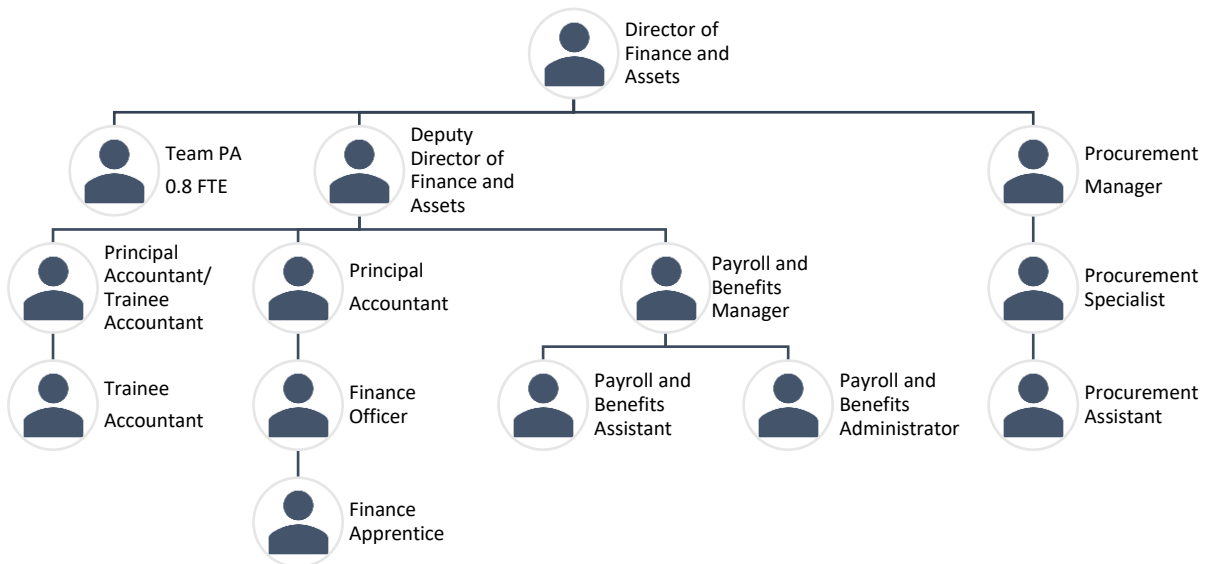 Director of
Finance and
Assets
Team PA
0.8 FTE
Deputy
Director of
Finance and
Assets
Procurement
Manager
Principal
Accountant/
Trainee
Accountant
Principal
Accountant
Payroll and
Benefits
Manager
Procurement
Specialist
Trainee
Accountant
Finance
Officer
Payroll and
Benefits
Assistant
Payroll and
Benefits
Administrator
Procurement
Assistant
Finance
Apprentice